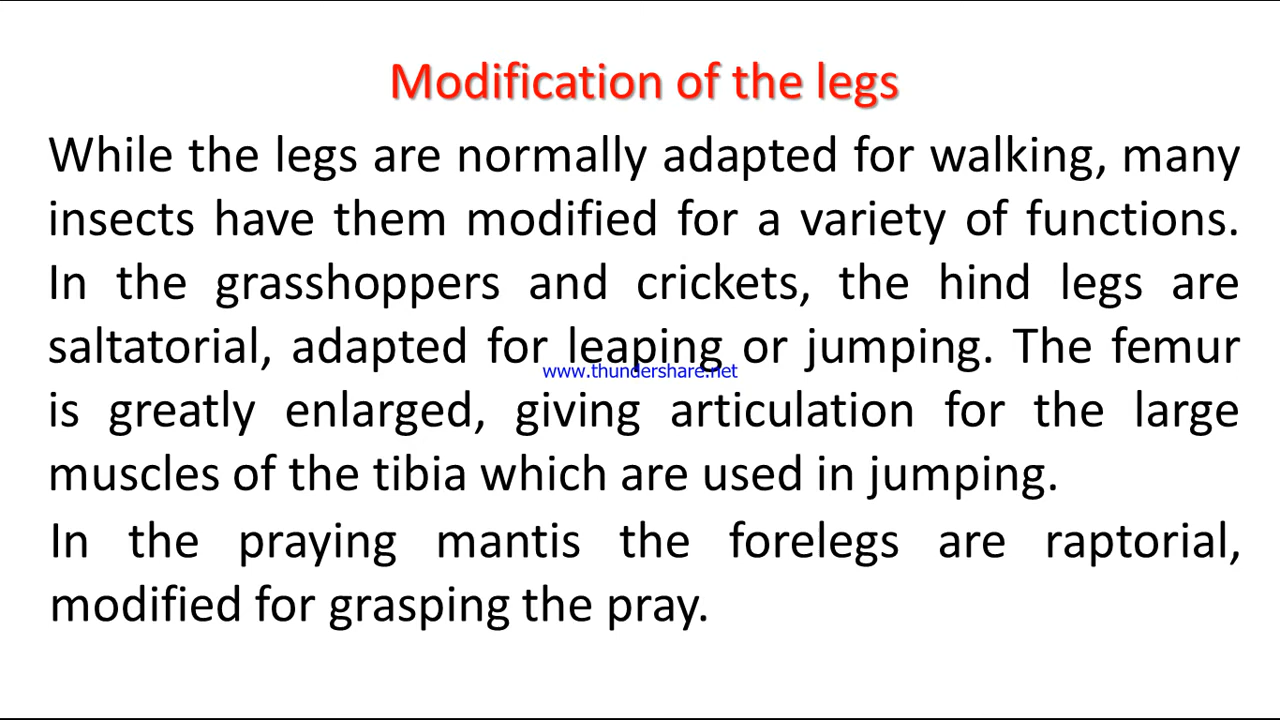 Modification of the legs
While the legs are normally adapted for walking, many
insects have them modified for a variety of functions.
In the grasshoppers and crickets, the hind legs are
saltatorial, adapted for leaping or jumping. The femur
www.thundershare.net
is greatly enlarged, giving articulation for the large
muscles of the tibia which are used in jumping.
In the praying mantis the forelegs are raptorial,
modified for grasping the pray.